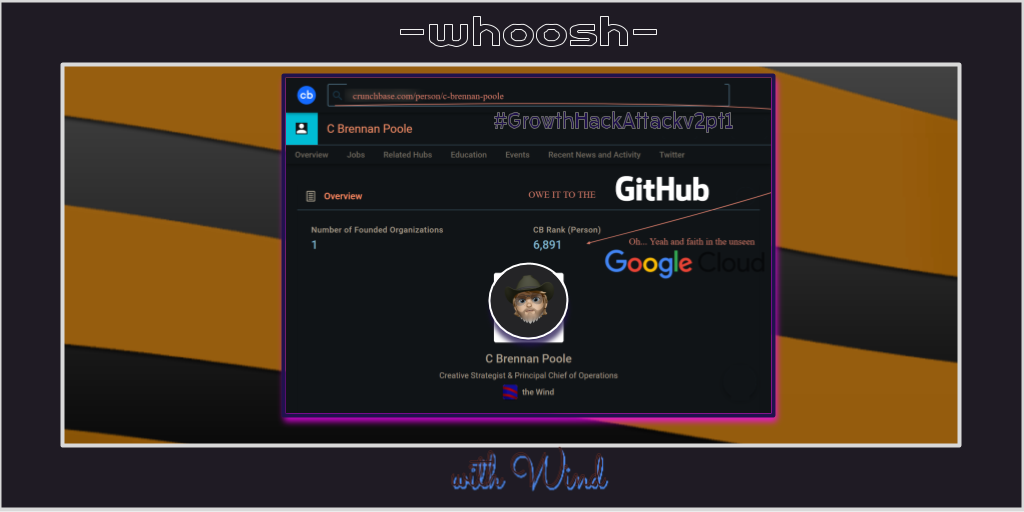 -whoosh-
cb
crunchbase.com/person/c-brennan-poole
#GrowthHackAttackv2pt1
C Brennan Poole
Overview Jobs Related Hubs Education Events Recent News and Activity Twitter
Overview
OWE IT TO THE GitHub
Number of Founded Organizations CB Rank (Person)
1 6,891
Oh... Yeah and faith in the unseen
Google Cloud
C Brennan Poole
Creative Strategist & Principal Chief of Operations
the Wind
with Wind